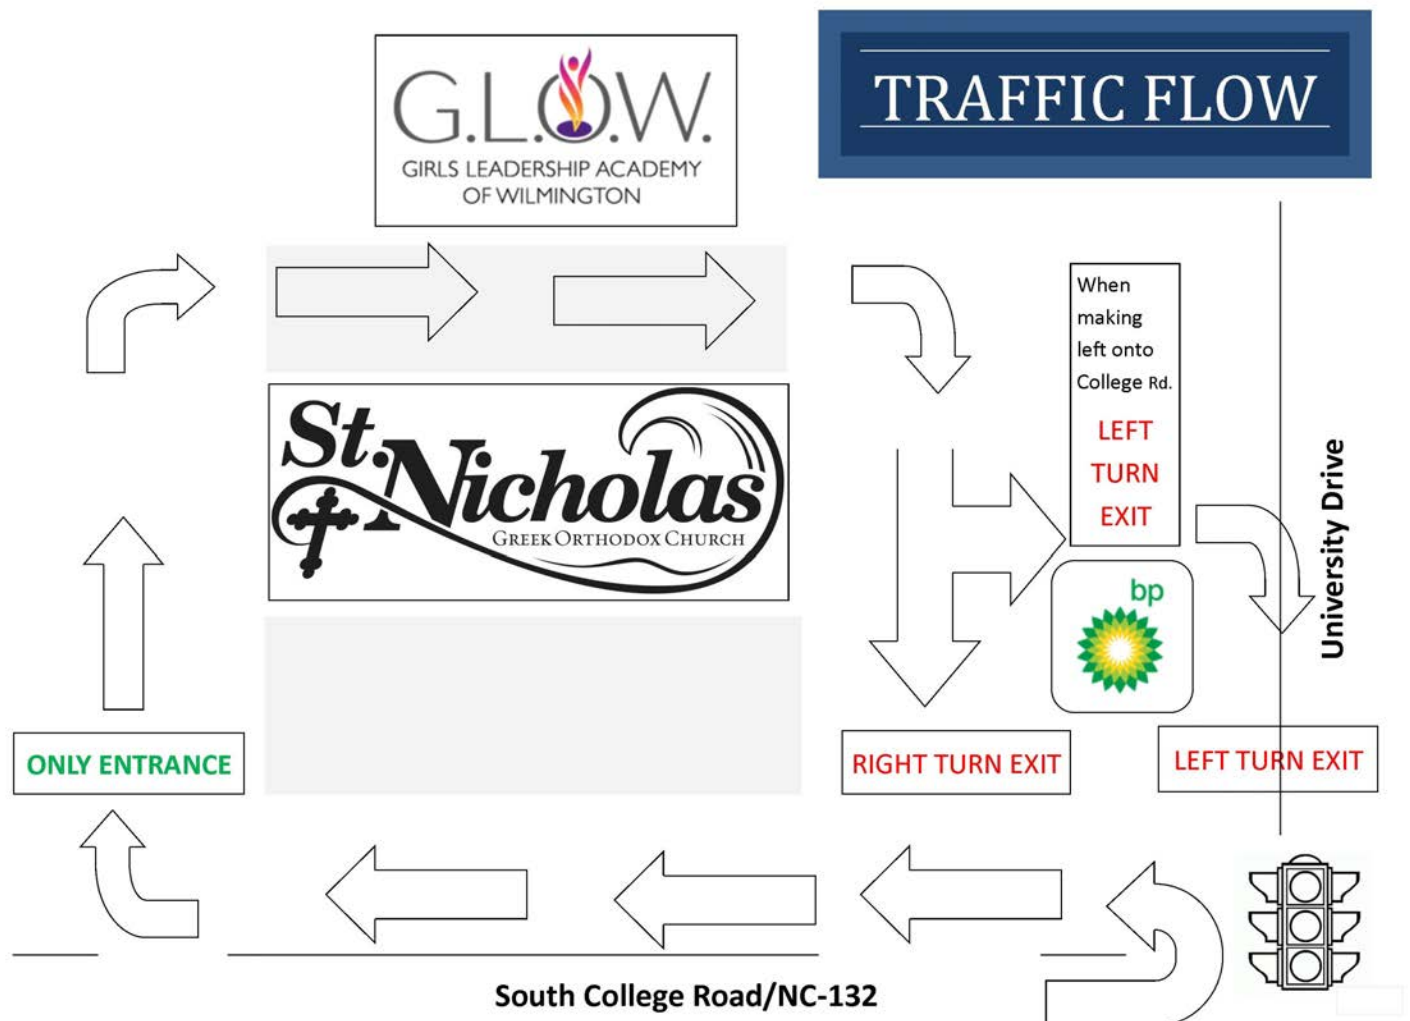 G.L.O.W.
GIRLS LEADERSHIP ACADEMY
OF WILMINGTON
TRAFFIC FLOW
When
making
left onto
College Rd.
LEFT
TURN
EXIT
St. Nicholas
GREEK ORTHODOX CHURCH
bp
University Drive
ONLY ENTRANCE
RIGHT TURN EXIT
LEFT TURN EXIT
South College Road/NC-132